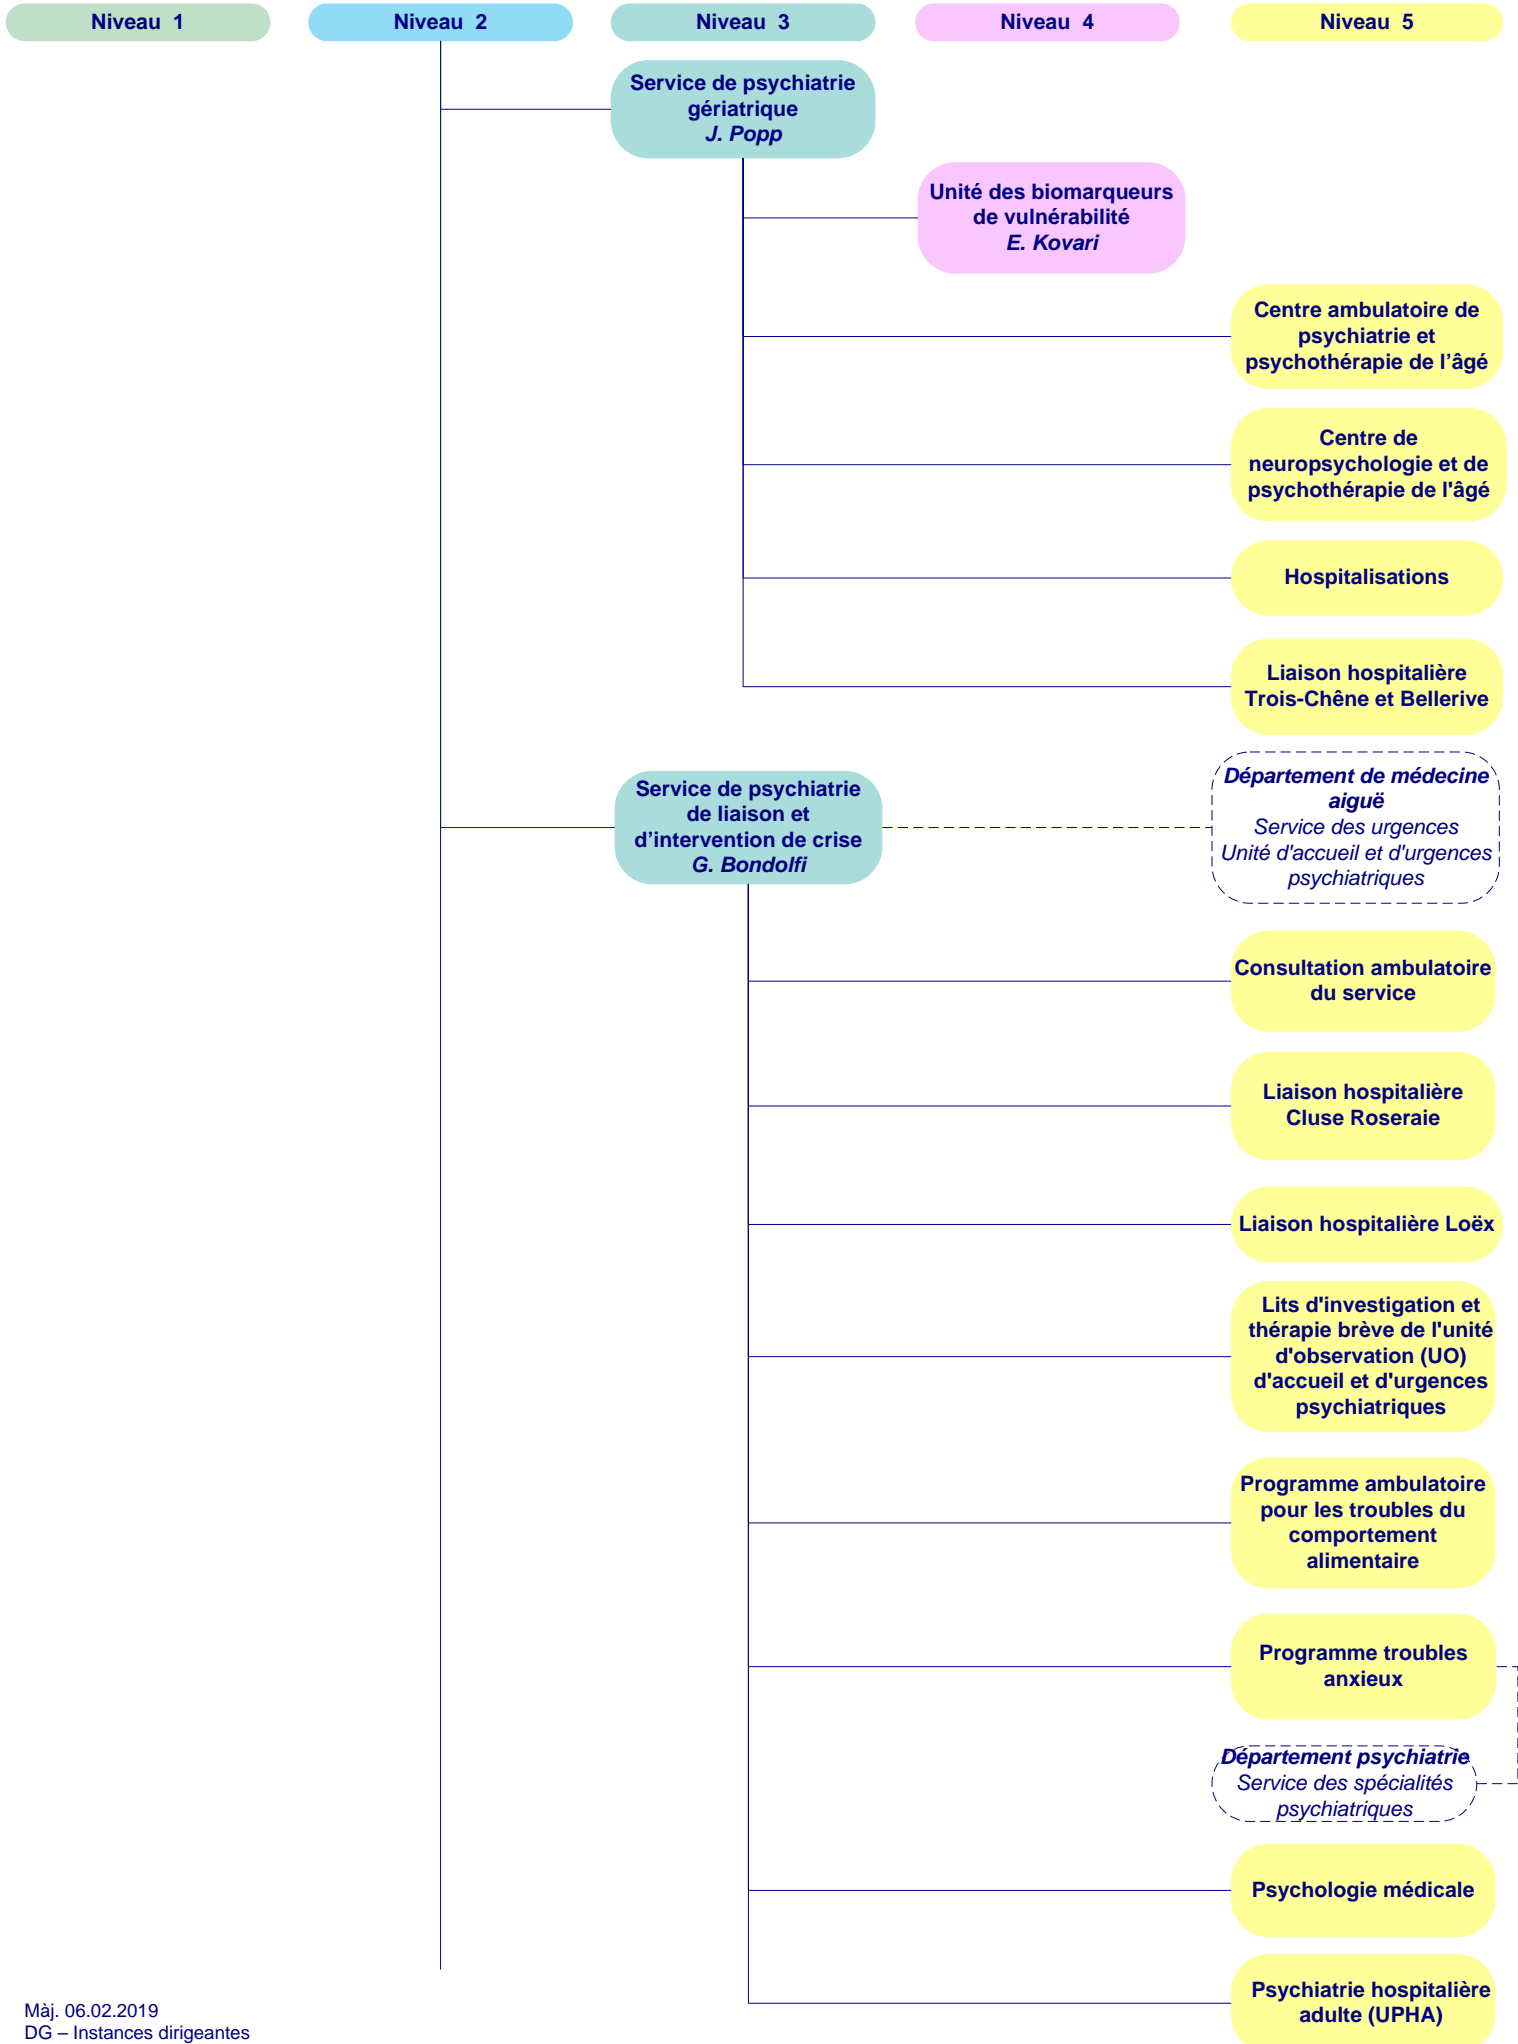 Niveau 1
Niveau 2
Niveau 3
Niveau 4
Niveau 5
Service de psychiatrie
gériatrique
J. Popp
Unité des biomarqueurs
de vulnérabilité
E. Kovari
Centre ambulatoire de
psychiatrie et
psychothérapie de l’âgé
Centre de
neuropsychologie et de
psychothérapie de l'âgé
Hospitalisations
Liaison hospitalière
Trois-Chêne et Bellerive
Service de psychiatrie
de liaison et
d’intervention de crise
G. Bondolfi
Département de médecine
aiguë
Service des urgences
Unité d'accueil et d'urgences
psychiatriques
Consultation ambulatoire
du service
Liaison hospitalière
Cluse Roseraie
Liaison hospitalière Loëx
Lits d'investigation et
thérapie brève de l'unité
d'observation (UO)
d'accueil et d'urgences
psychiatriques
Programme ambulatoire
pour les troubles du
comportement
alimentaire
Programme troubles
anxieux
Département psychiatrie
Service des spécialités
psychiatriques
Psychologie médicale
Psychiatrie hospitalière
adulte (UPHA)
Màj. 06.02.2019
DG – Instances dirigeantes